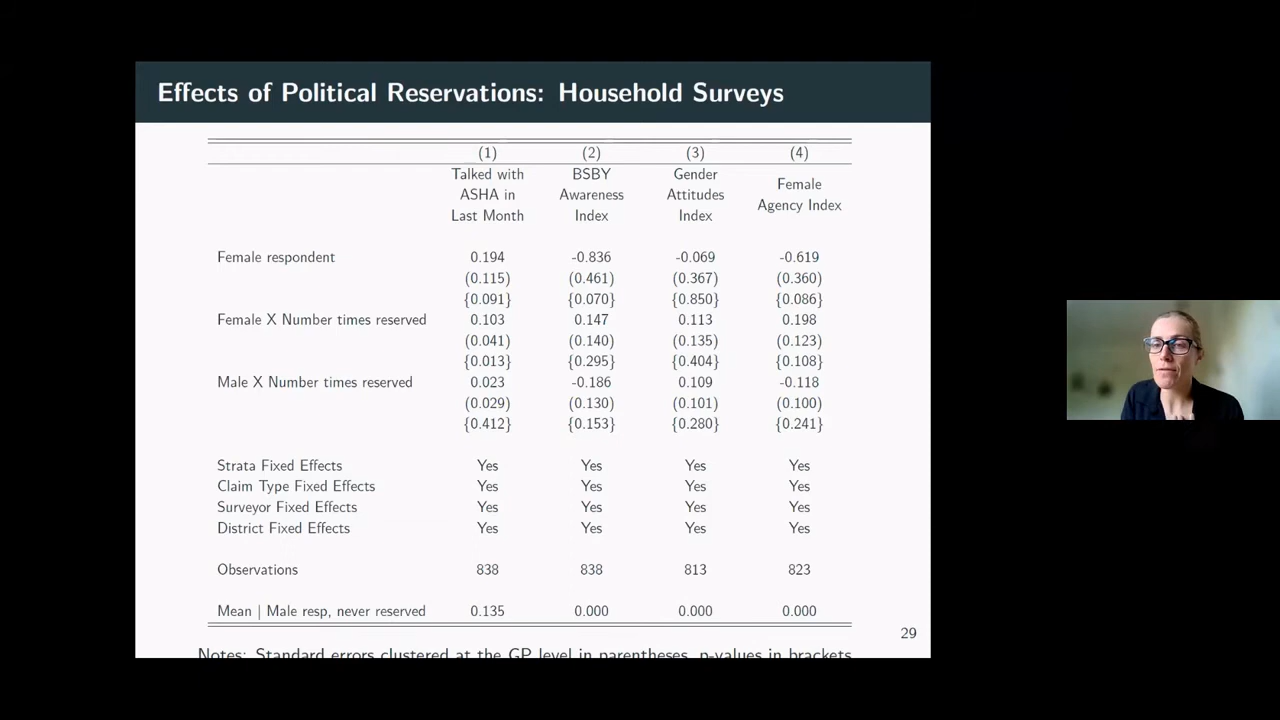 Effects of Political Reservations: Household Surveys
(1) (2) (3) (4)
Talked with ASHA in Last Month BSBY Awareness Index Gender Attitudes Index Female Agency Index
Female respondent 0.194 -0.836 -0.069 -0.619
(0.115) (0.461) (0.367) (0.360)
{0.091} {0.070} {0.850} {0.086}
Female X Number times reserved 0.103 0.147 0.113 0.198
(0.041) (0.140) (0.135) (0.123)
{0.013} {0.295} {0.404} {0.108}
Male X Number times reserved 0.023 -0.186 0.109 -0.118
(0.029) (0.130) (0.101) (0.100)
{0.412} {0.153} {0.280} {0.241}
Strata Fixed Effects Yes Yes Yes Yes
Claim Type Fixed Effects Yes Yes Yes Yes
Surveyor Fixed Effects Yes Yes Yes Yes
District Fixed Effects Yes Yes Yes Yes
Observations 838 838 813 823
Mean | Male resp, never reserved 0.135 0.000 0.000 0.000
29
Notes: Standard errors clustered at the GP level in parentheses, p-values in brackets